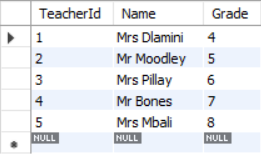 TeacherId Name Grade
1 Mrs Dlamini 4
2 Mr Moodley 5
3 Mrs Pillay 6
4 Mr Bones 7
5 Mrs Mbali 8
NULL NULL NULL